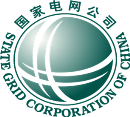 国家电网公司
STATE GRID CORPORATION OF CHINA